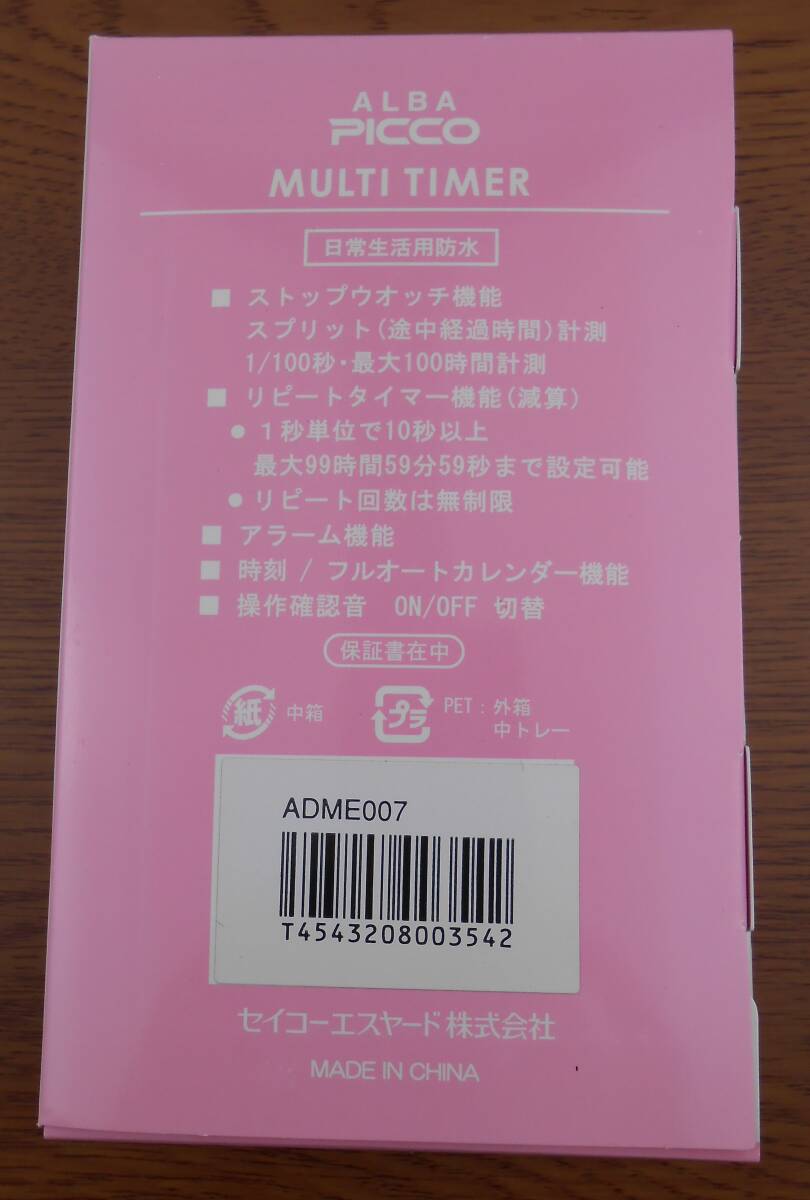 ALBA
PICCO
MULTI TIMER
日常生活用防水
■ ストップウオッチ機能
スプリット(途中経過時間)計測
1/100秒・最大100時間計測
■ リピートタイマー機能(減算)
● 1秒単位で10秒以上
最大99時間59分59秒まで設定可能
● リピート回数は無制限
■ アラーム機能
■ 時刻 / フルオートカレンダー機能
■ 操作確認音 ON/OFF 切替
保証書在中
紙 中箱 プラ PET : 外箱
中トレー
ADME007
T4543208003542
セイコーエスヤード株式会社
MADE IN CHINA